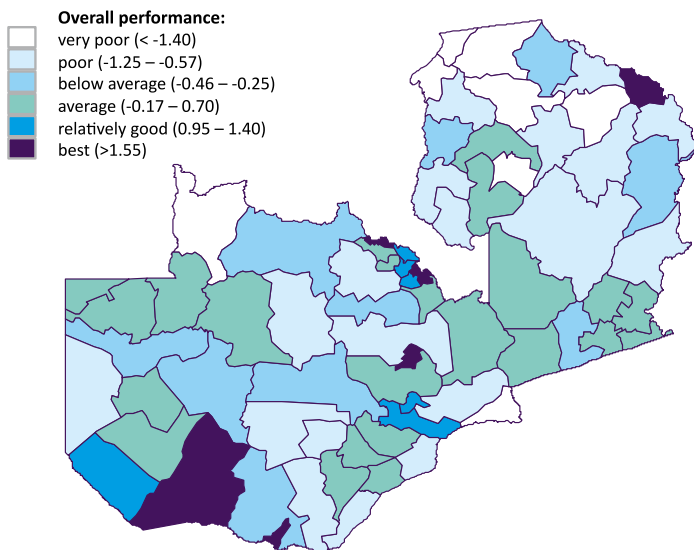 Overall performance:
very poor (< -1.40)
poor (-1.25 – -0.57)
below average (-0.46 – -0.25)
average (-0.17 – 0.70)
relatively good (0.95 – 1.40)
best (>1.55)